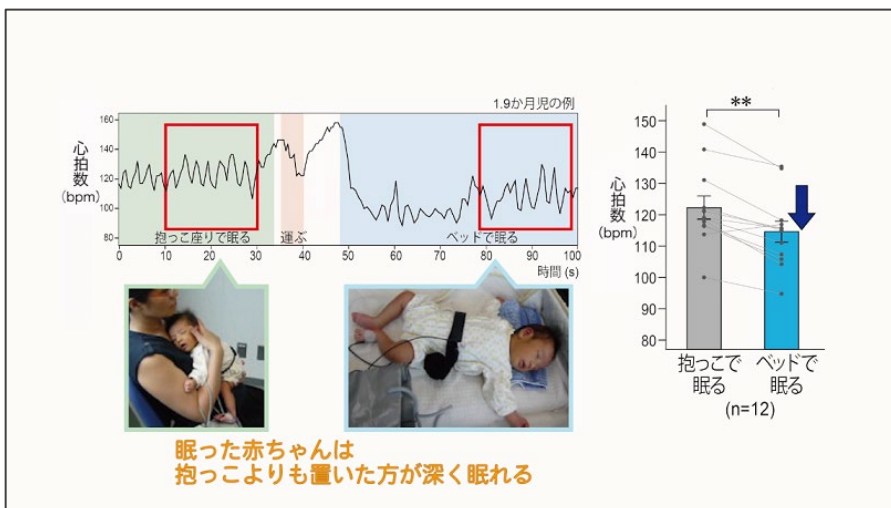 1.9か月児の例
心拍数
(bpm)
160
140
120
100
80
抱っこ座りで眠る
運ぶ
ベッドで眠る
0
10
20
30
40
50
60
70
80
90
100
時間 (s)
眠った赤ちゃんは
抱っこよりも置いた方が深く眠れる
**
心拍数
(bpm)
150
140
130
120
110
100
90
80
抱っこで
眠る
ベッドで
眠る
(n=12)